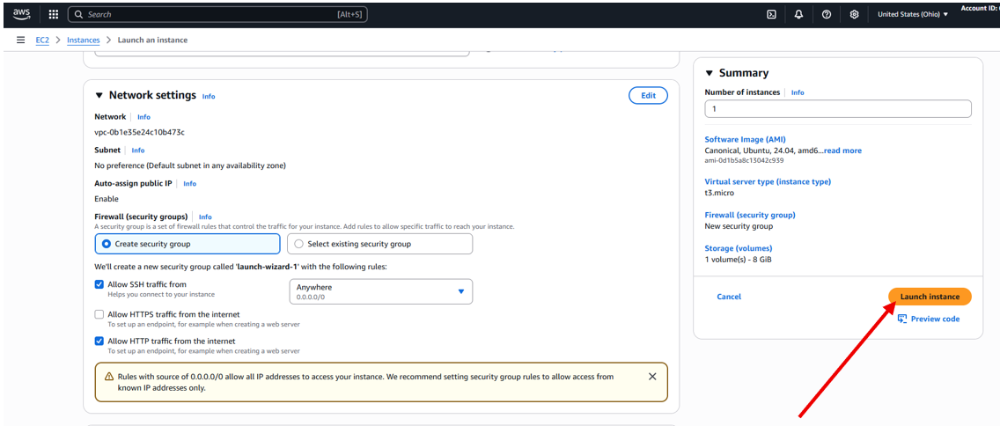 aws
Search
[Alt+S]
United States (Ohio)
Account ID:
EC2 > Instances > Launch an instance
Network settings Info
Edit
Network Info
vpc-0b1e35e24c10b473c
Subnet Info
No preference (Default subnet in any availability zone)
Auto-assign public IP Info
Enable
Firewall (security groups) Info
A security group is a set of firewall rules that control the traffic for your instance. Add rules to allow specific traffic to reach your instance.
Create security group
Select existing security group
We'll create a new security group called 'launch-wizard-1' with the following rules:
Allow SSH traffic from
Helps you connect to your instance
Anywhere
0.0.0.0/0
Allow HTTPS traffic from the internet
To set up an endpoint, for example when creating a web server
Allow HTTP traffic from the internet
To set up an endpoint, for example when creating a web server
Rules with source of 0.0.0.0/0 allow all IP addresses to access your instance. We recommend setting security group rules to allow access from
known IP addresses only.
Summary
Number of instances Info
1
Software Image (AMI)
Canonical, Ubuntu, 24.04, amd6...read more
ami-0d1b5a8c13042c939
Virtual server type (instance type)
t3.micro
Firewall (security group)
New security group
Storage (volumes)
1 volume(s) - 8 GiB
Cancel
Launch instance
Preview code